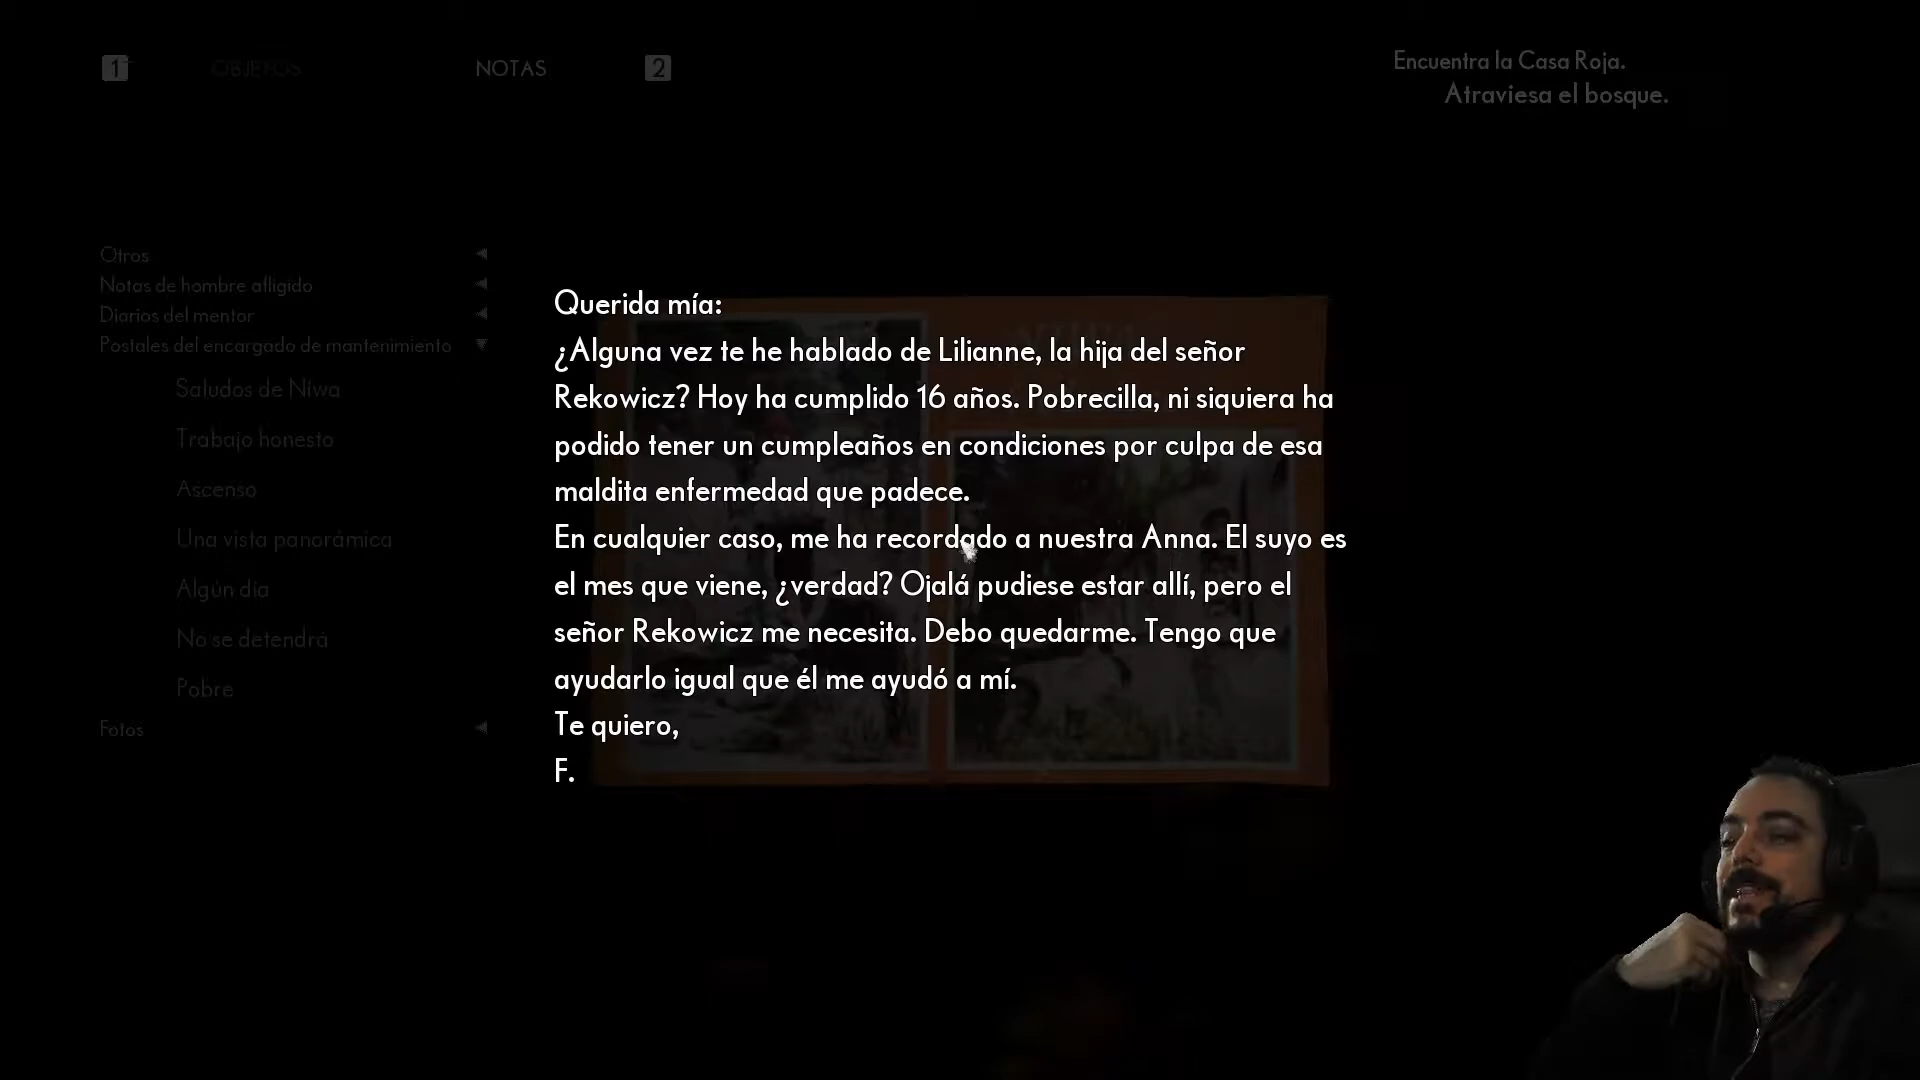 1 OBJETOS NOTAS 2
Encuentra la Casa Roja.
Atraviesa el bosque.
Otros
Notas de hombre afligido
Diarios del mentor
Postales del encargado de mantenimiento
Saludos de Niwa
Trabajo honesto
Ascenso
Una vista panorámica
Algún día
No se detendrá
Pobre
Fotos
Querida mía:
¿Alguna vez te he hablado de Lilianne, la hija del señor
Rekowicz? Hoy ha cumplido 16 años. Pobrecilla, ni siquiera ha
podido tener un cumpleaños en condiciones por culpa de esa
maldita enfermedad que padece.
En cualquier caso, me ha recordado a nuestra Anna. El suyo es
el mes que viene, ¿verdad? Ojalá pudiese estar allí, pero el
señor Rekowicz me necesita. Debo quedarme. Tengo que
ayudarlo igual que él me ayudó a mí.
Te quiero,
F.